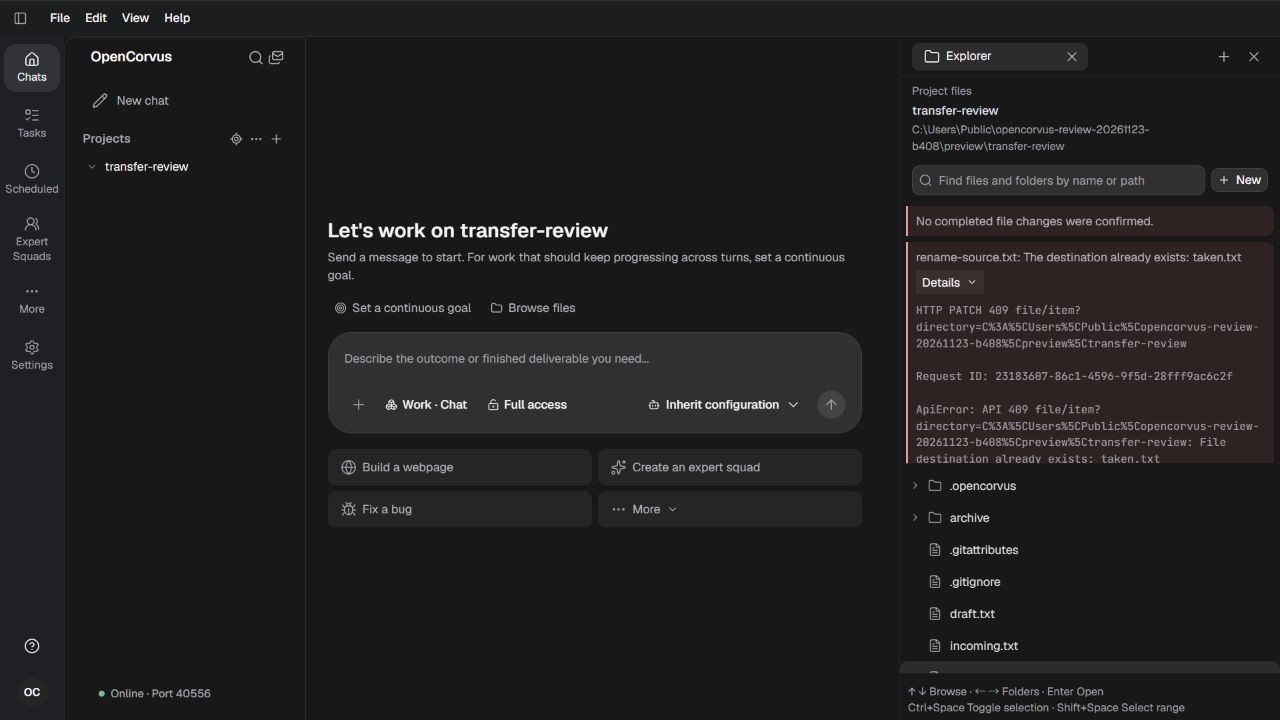 File Edit View Help
Chats
Tasks
Scheduled
Expert
Squads
More
Settings
OC
OpenCorvus
New chat
Projects
transfer-review
Online · Port 40556
Let's work on transfer-review
Send a message to start. For work that should keep progressing across turns, set a continuous
goal.
Set a continuous goal Browse files
Describe the outcome or finished deliverable you need...
Work · Chat Full access Inherit configuration
Build a webpage Create an expert squad
Fix a bug More
Explorer
Project files
transfer-review
C:\Users\Public\opencorvus-review-20261123-
b408\preview\transfer-review
Find files and folders by name or path
+ New
No completed file changes were confirmed.
rename-source.txt: The destination already exists: taken.txt
Details
HTTP PATCH 409 file/item?
directory=C%3A%5CUsers%5CPublic%5Copencorvus-review-
20261123-b408%5Cpreview%5Ctransfer-review
Request ID: 23183607-86c1-4596-9f5d-28fff9ac6c2f
ApiError: API 409 file/item?
directory=C%3A%5CUsers%5CPublic%5Copencorvus-review-
20261123-b408%5Cpreview%5Ctransfer-review: File
destination already exists: taken.txt
.opencorvus
archive
.gitattributes
.gitignore
draft.txt
incoming.txt
↑↓ Browse · ←→ Folders · Enter Open
Ctrl+Space Toggle selection · Shift+Space Select range